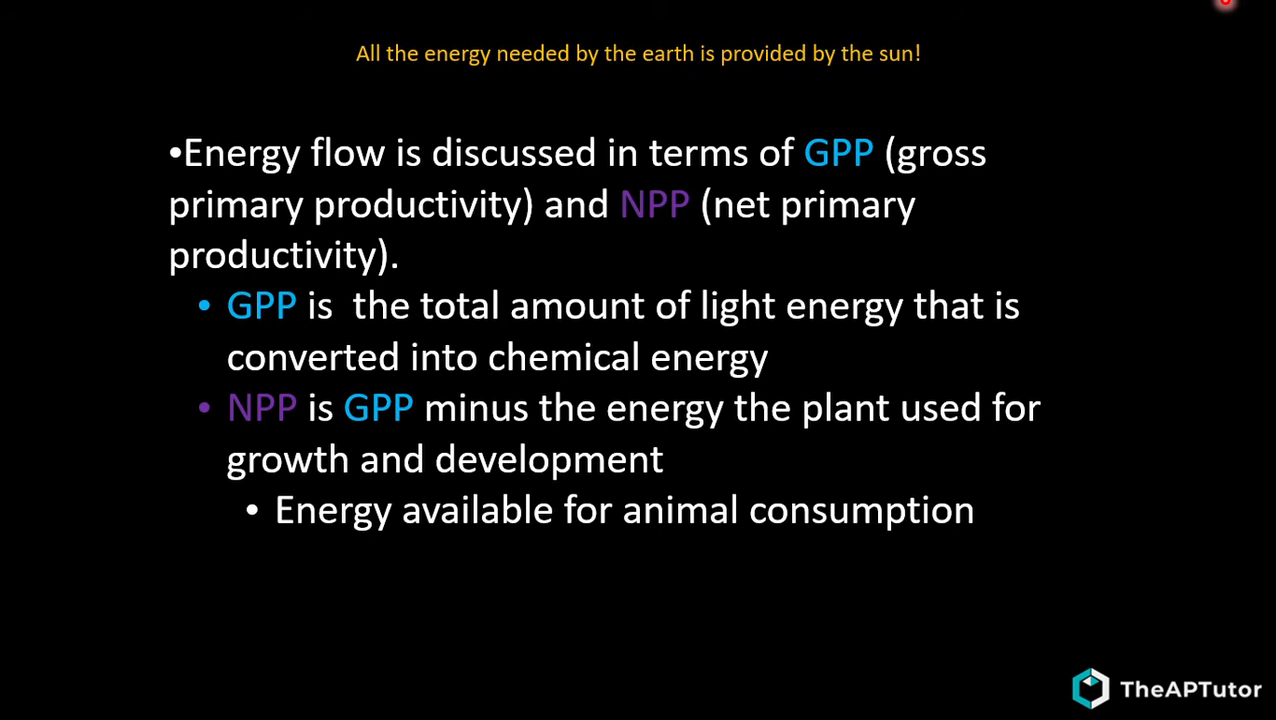 All the energy needed by the earth is provided by the sun!
•Energy flow is discussed in terms of GPP (gross
primary productivity) and NPP (net primary
productivity).
• GPP is  the total amount of light energy that is
converted into chemical energy
• NPP is GPP minus the energy the plant used for
growth and development
• Energy available for animal consumption
TheAPTutor